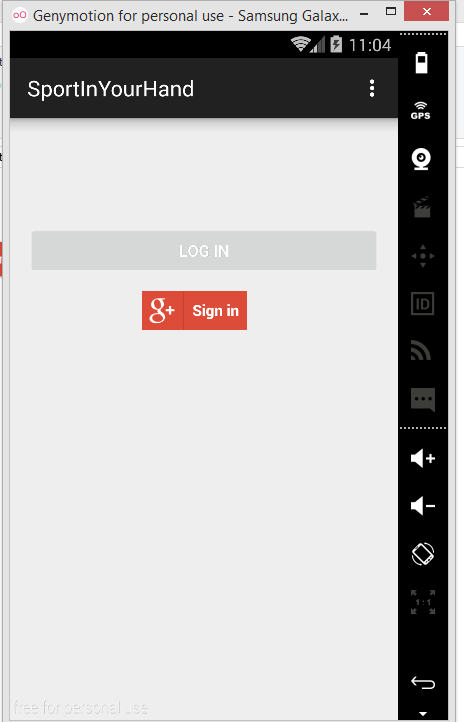 Genymotion for personal use - Samsung Galax...
11:04
SportInYourHand
GPS
LOG IN
ID
g+ Sign in
1:1
free for personal use